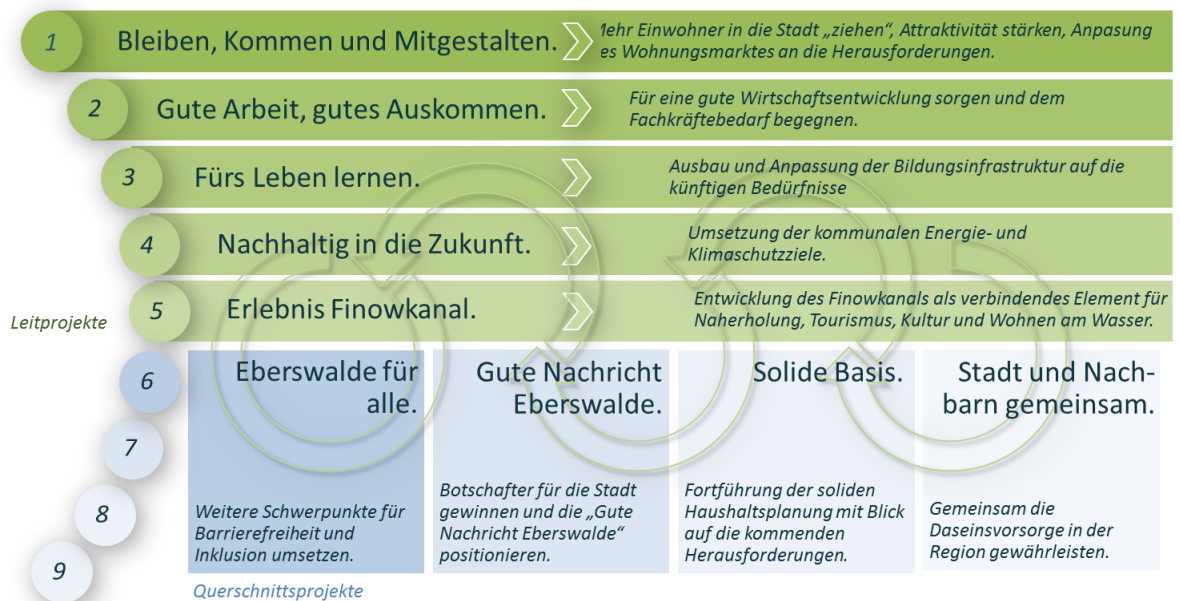 1
Bleiben, Kommen und Mitgestalten.
ehr Einwohner in die Stadt „ziehen“, Attraktivität stärken, Anpasung
es Wohnungsmarktes an die Herausforderungen.
2
Gute Arbeit, gutes Auskommen.
Für eine gute Wirtschaftsentwicklung sorgen und dem
Fachkräftebedarf begegnen.
3
Fürs Leben lernen.
Ausbau und Anpassung der Bildungsinfrastruktur auf die
künftigen Bedürfnisse
4
Nachhaltig in die Zukunft.
Umsetzung der kommunalen Energie- und
Klimaschutzziele.
5
Erlebnis Finowkanal.
Entwicklung des Finowkanals als verbindendes Element für
Naherholung, Tourismus, Kultur und Wohnen am Wasser.
Leitprojekte
6
7
8
9
Eberswalde für
alle.
Weitere Schwerpunkte für
Barrierefreiheit und
Inklusion umsetzen.
Gute Nachricht
Eberswalde.
Botschafter für die Stadt
gewinnen und die „Gute
Nachricht Eberswalde“
positionieren.
Solide Basis.
Fortführung der soliden
Haushaltsplanung mit Blick
auf die kommenden
Herausforderungen.
Stadt und Nach-
barn gemeinsam.
Gemeinsam die
Daseinsvorsorge in der
Region gewährleisten.
Querschnittsprojekte